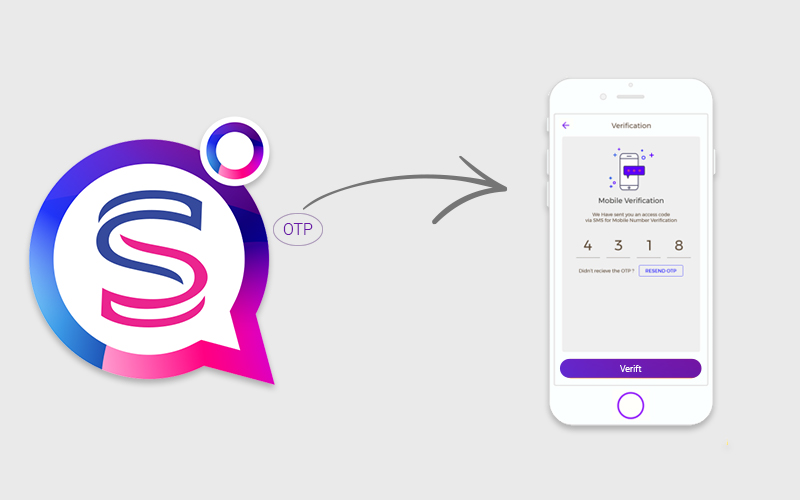 S
OTP
Verification
Mobile Verification
We Have sent you an access code
via SMS for Mobile Number Verification
4 3 1 8
Didn't recieve the OTP ? RESEND OTP
Verift